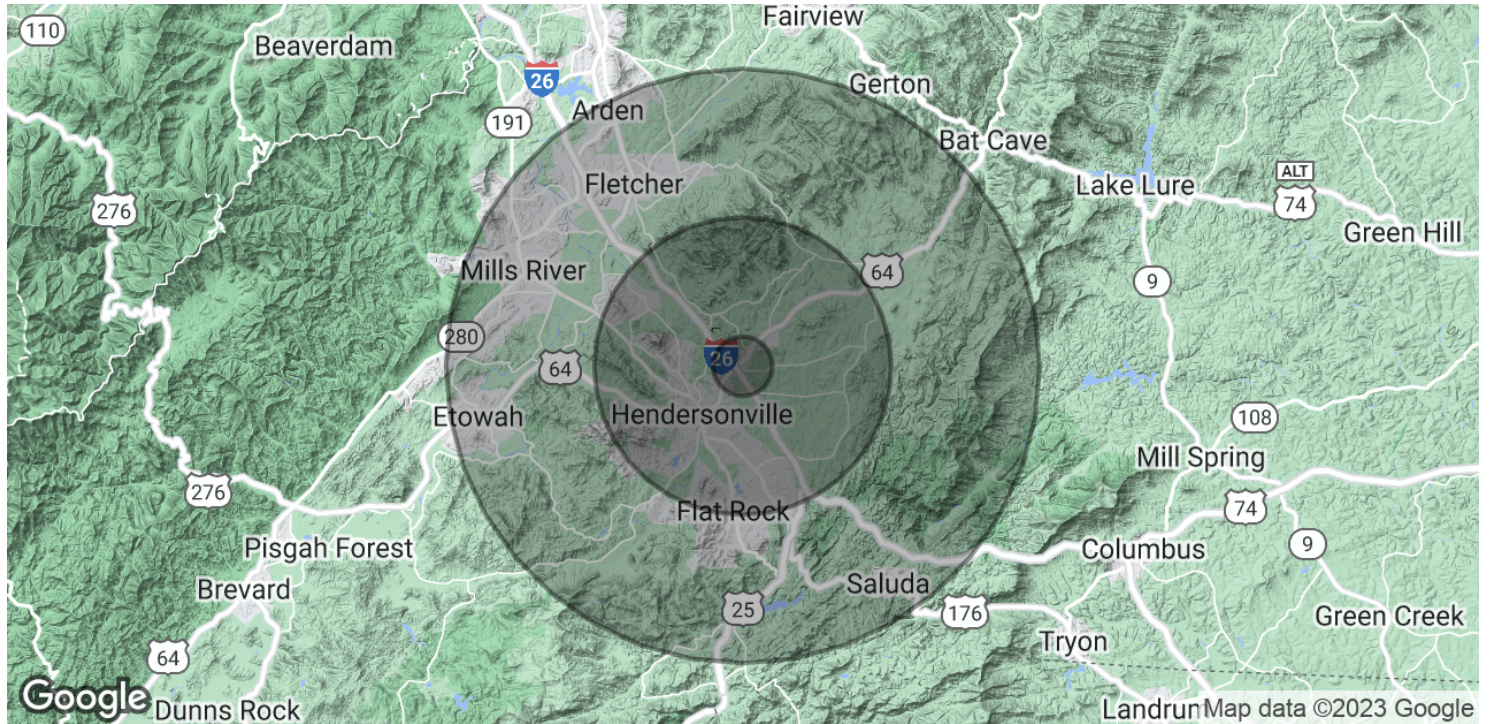 110
Beaverdam
Fairview
26
Gerton
191
Arden
Bat Cave
Fletcher
Lake Lure
ALT
74
276
Green Hill
Mills River
64
9
280
26
64
Etowah
Hendersonville
108
Mill Spring
276
74
Flat Rock
9
Pisgah Forest
Columbus
Brevard
Saluda
25
176
Green Creek
Tryon
64
Google
Dunns Rock
Landrun
Map data ©2023 Google